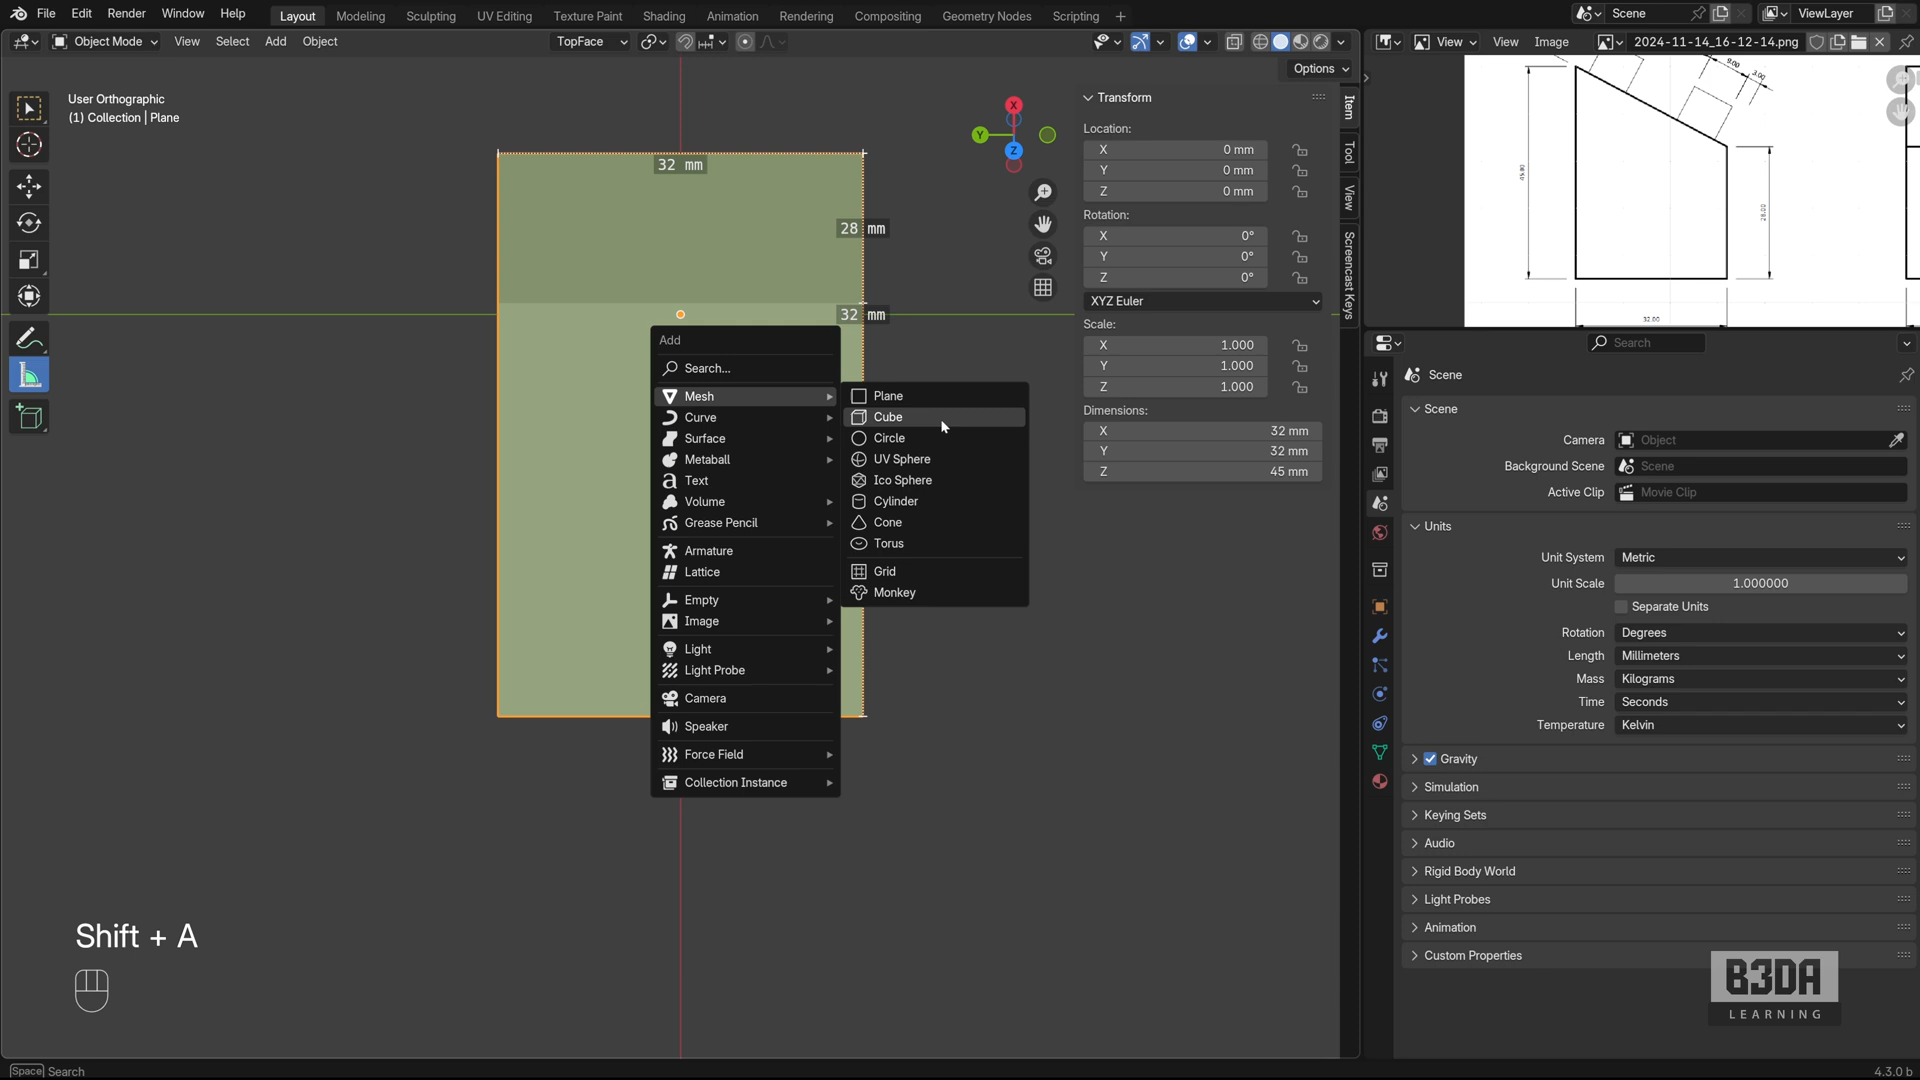 File Edit Render Window Help Layout Modeling Sculpting UV Editing Texture Paint Shading Animation Rendering Compositing Geometry Nodes Scripting Scene ViewLayer
Object Mode View Select Add Object TopFace View View Image 2024-11-14_16-12-14.png
Options
User Orthographic
(1) Collection | Plane
X
Y
Z
32 mm
28 mm
32 mm
Transform
Location:
X 0 mm
Y 0 mm
Z 0 mm
Rotation:
X 0°
Y 0°
Z 0°
XYZ Euler
Scale:
X 1.000
Y 1.000
Z 1.000
Dimensions:
X 32 mm
Y 32 mm
Z 45 mm
Item
Tool
View
Screencast Keys
Add
Search...
Mesh
Curve
Surface
Metaball
Text
Volume
Grease Pencil
Armature
Lattice
Empty
Image
Light
Light Probe
Camera
Speaker
Force Field
Collection Instance
Plane
Cube
Circle
UV Sphere
Ico Sphere
Cylinder
Cone
Torus
Grid
Monkey
9.00
3.00
28.00
32.00
Search
Scene
Scene
Camera Object
Background Scene Scene
Active Clip Movie Clip
Units
Unit System Metric
Unit Scale 1.000000
Separate Units
Rotation Degrees
Length Millimeters
Mass Kilograms
Time Seconds
Temperature Kelvin
Gravity
Simulation
Keying Sets
Audio
Rigid Body World
Light Probes
Animation
Custom Properties
Shift + A
B3DA
LEARNING
Space Search
4.3.0 b